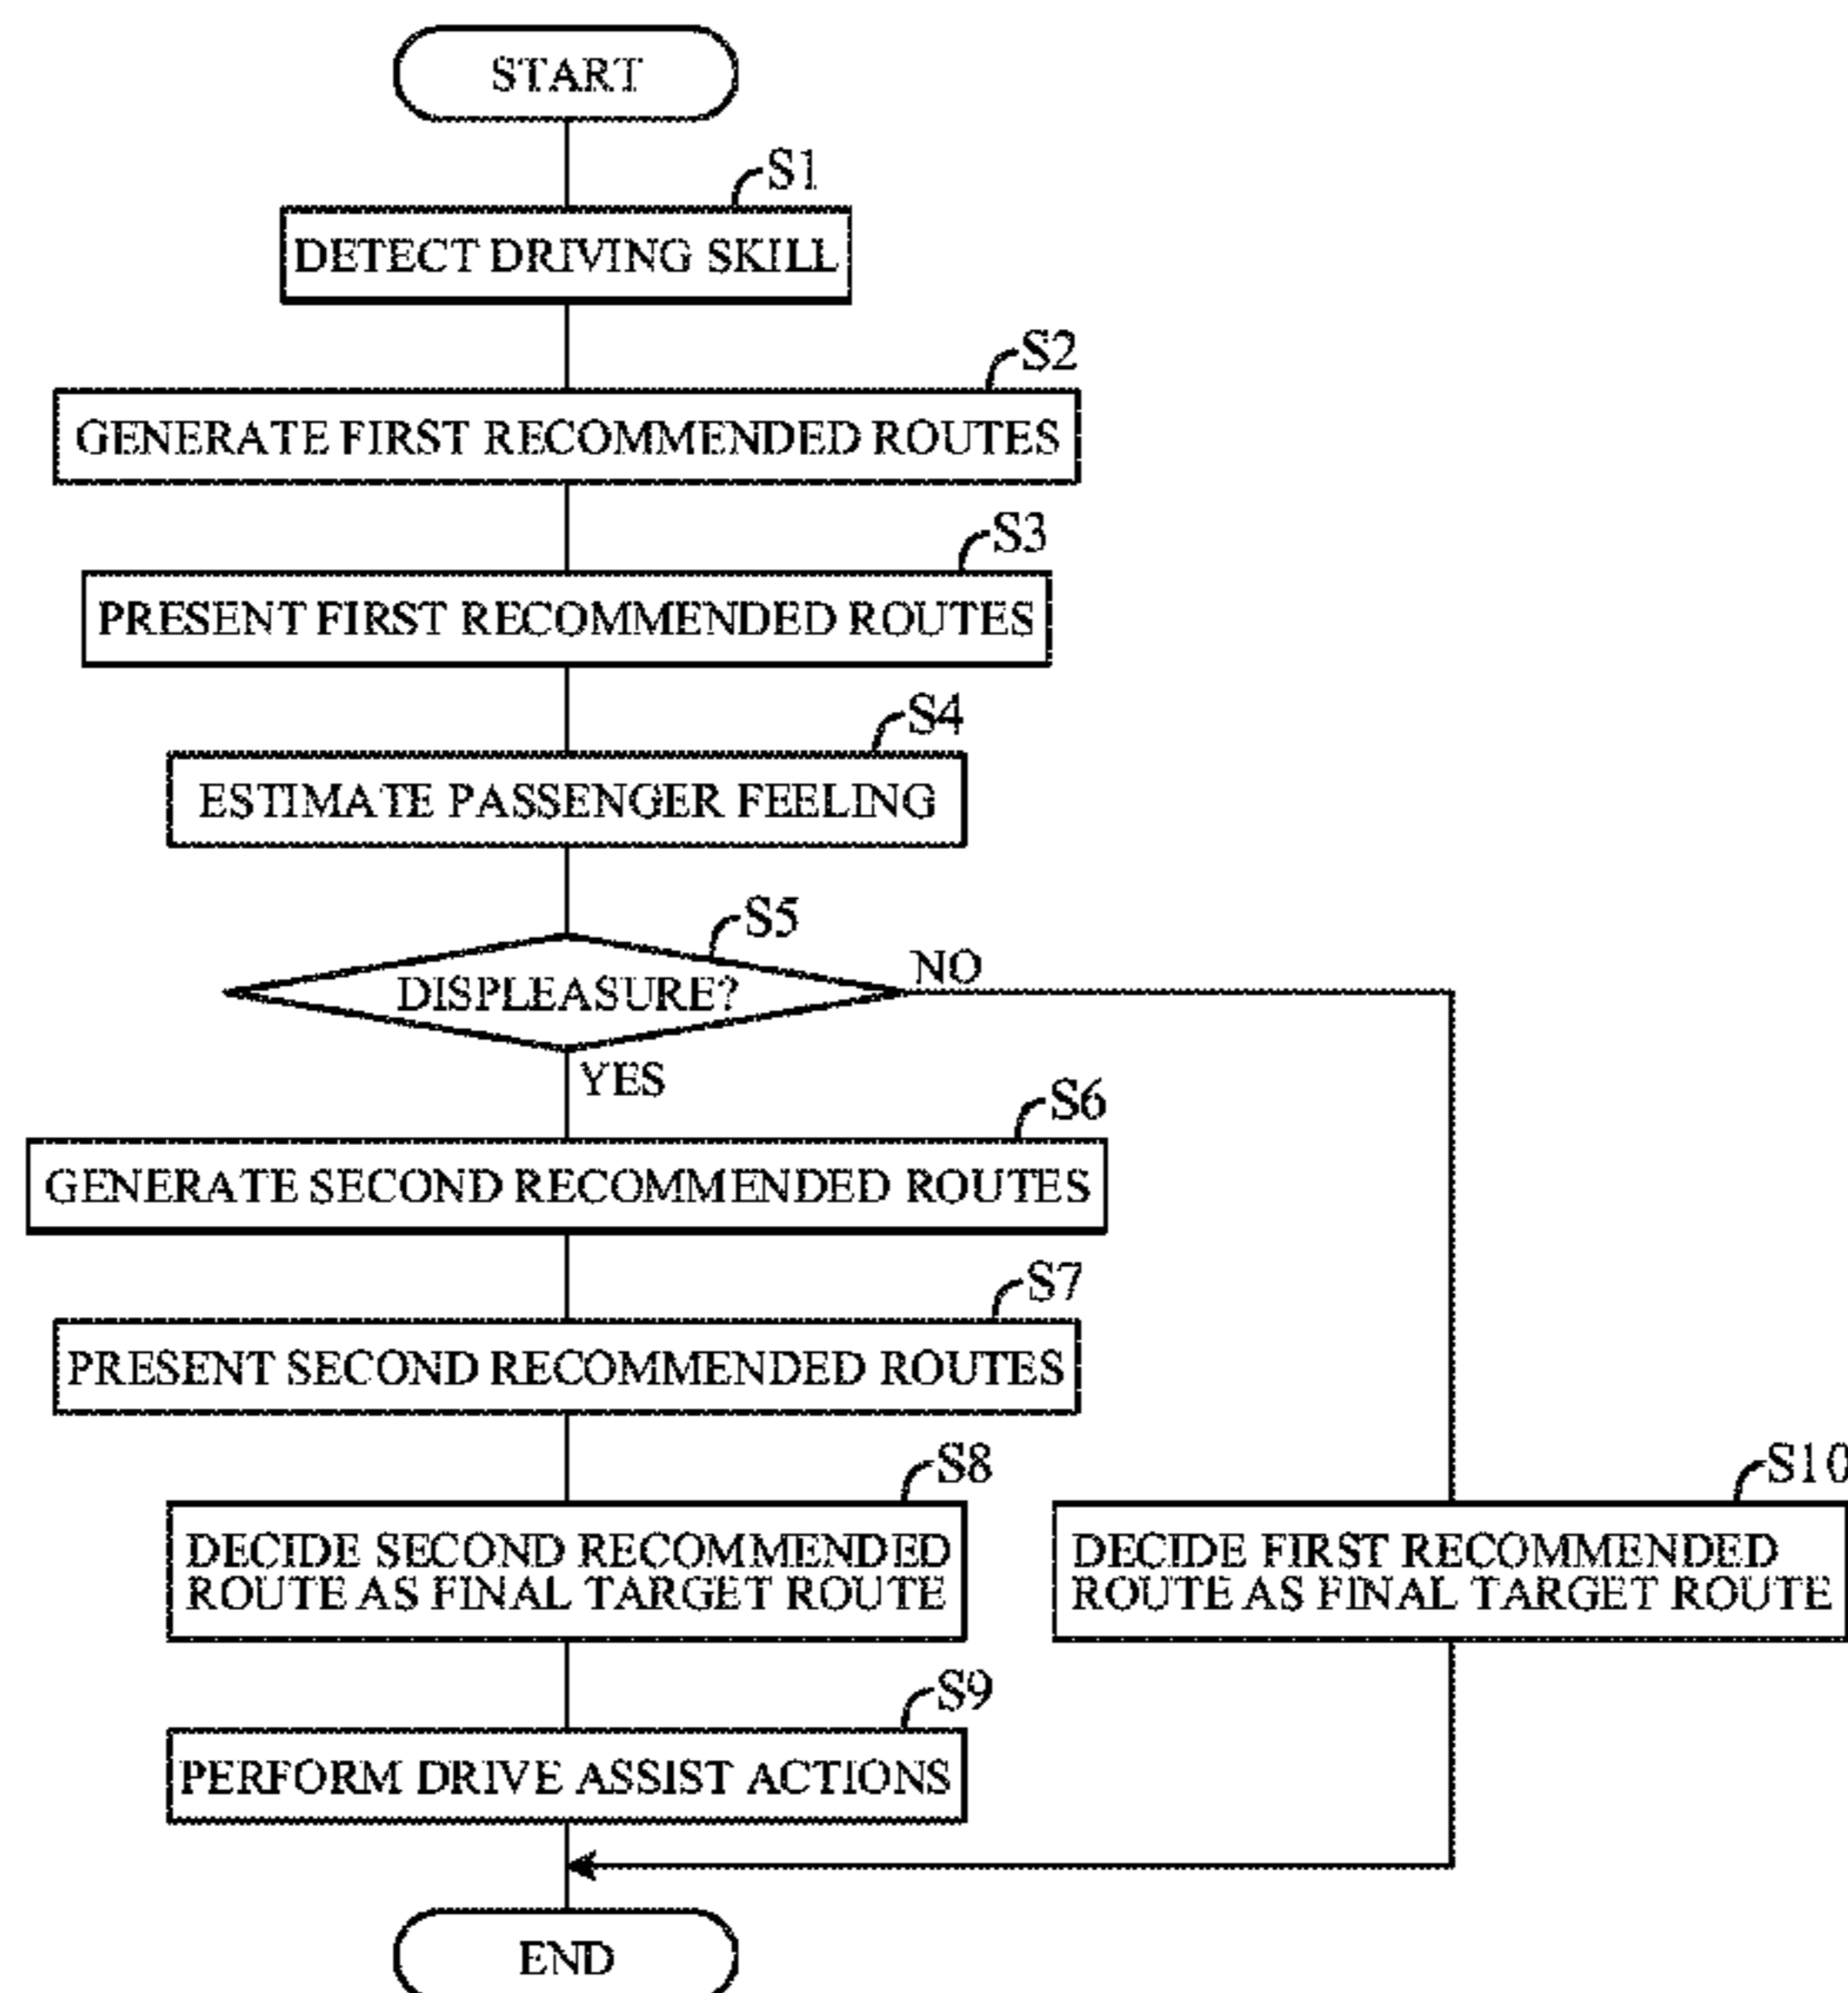 START
S1
DETECT DRIVING SKILL
S2
GENERATE FIRST RECOMMENDED ROUTES
S3
PRESENT FIRST RECOMMENDED ROUTES
S4
ESTIMATE PASSENGER FEELING
S5
DISPLEASURE?
NO
YES
S6
GENERATE SECOND RECOMMENDED ROUTES
S7
PRESENT SECOND RECOMMENDED ROUTES
S8
DECIDE SECOND RECOMMENDED
ROUTE AS FINAL TARGET ROUTE
S10
DECIDE FIRST RECOMMENDED
ROUTE AS FINAL TARGET ROUTE
S9
PERFORM DRIVE ASSIST ACTIONS
END